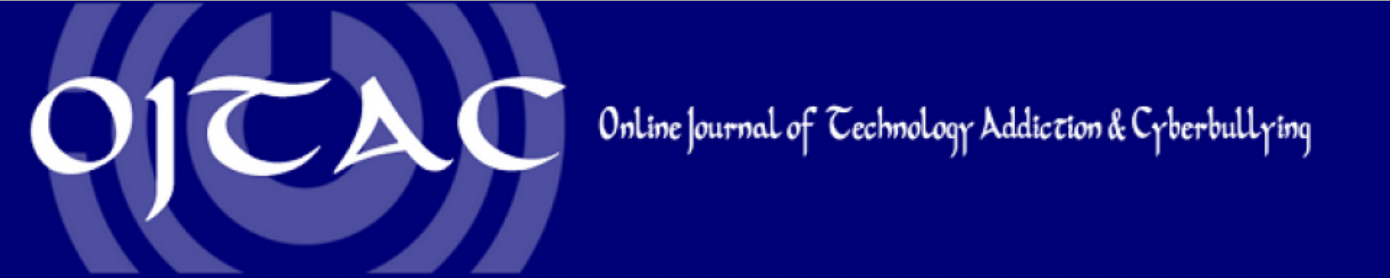 OJTAC
Online Journal of Technology Addiction & Cyberbullying